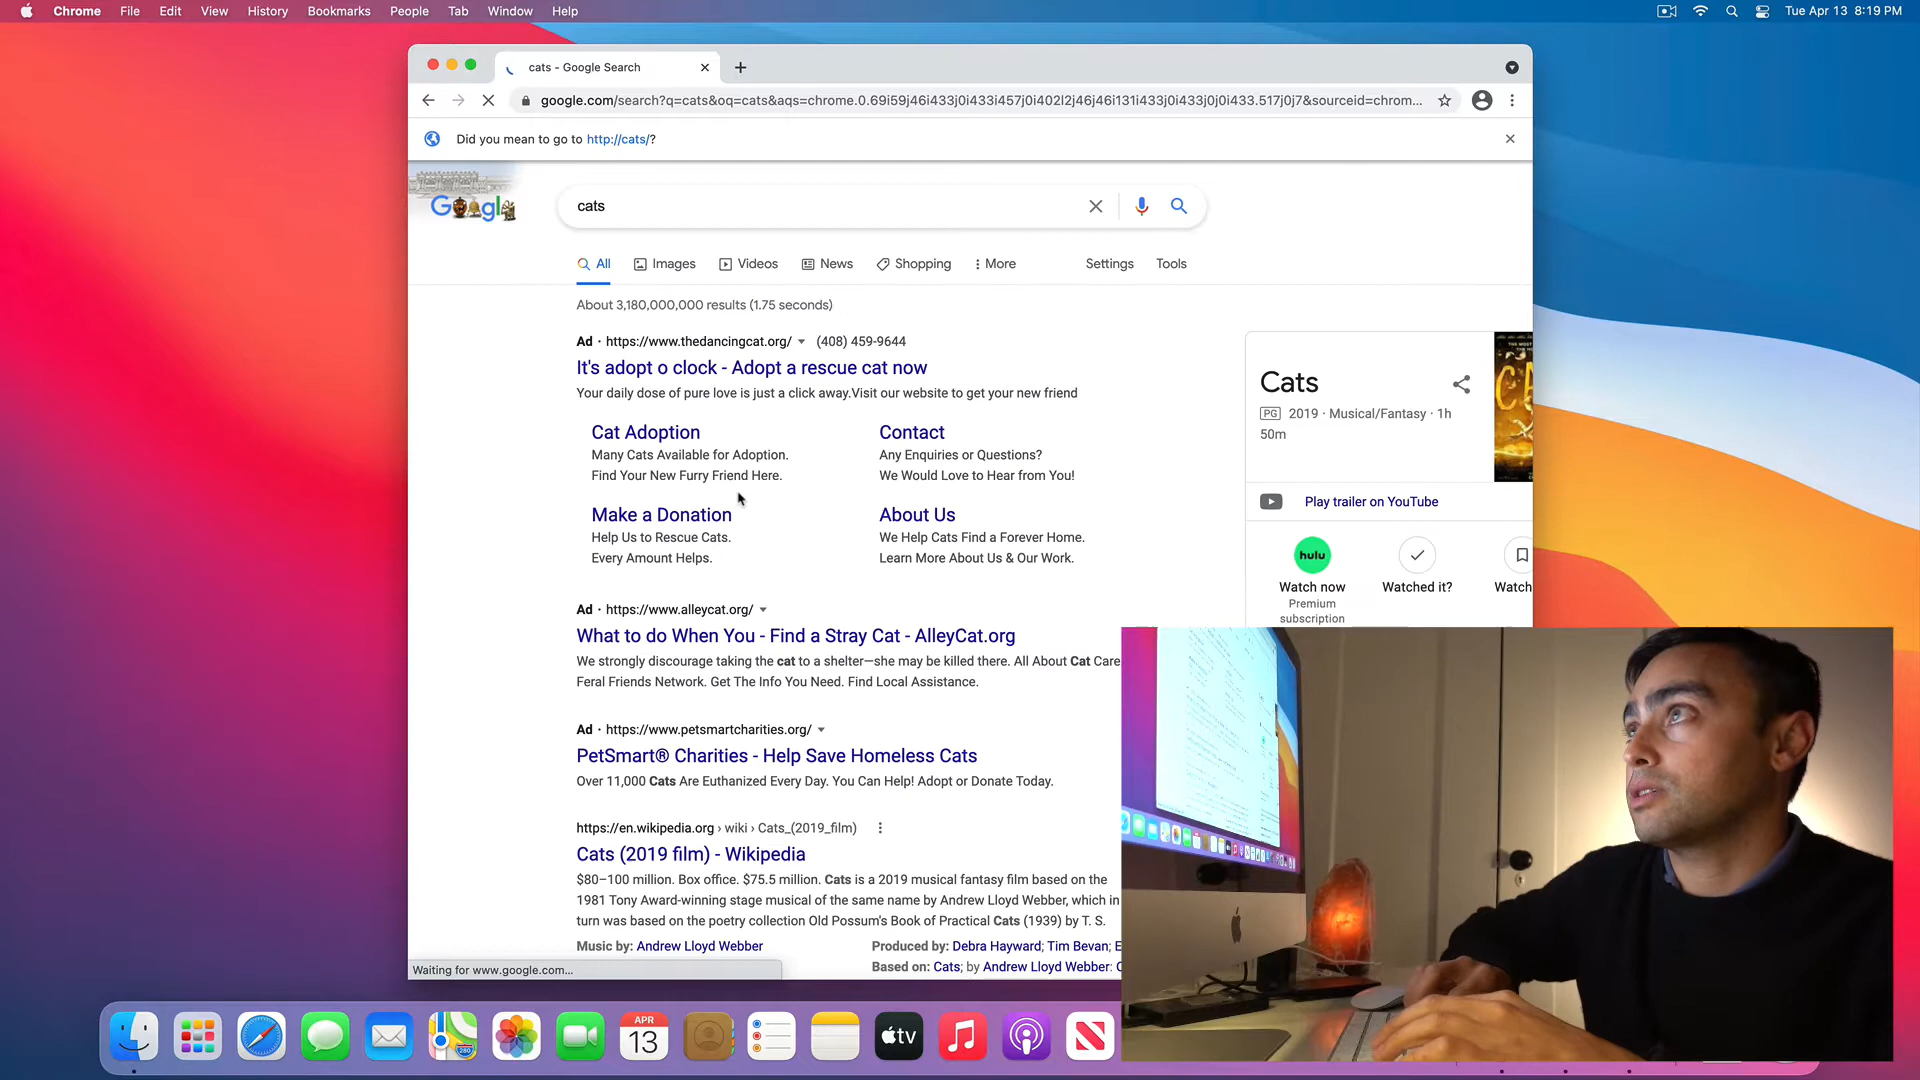 Chrome File Edit View History Bookmarks People Tab Window Help Tue Apr 13 8:19 PM
cats - Google Search
google.com/search?q=cats&oq=cats&aqs=chrome.0.69i59j46i433j0i433i457j0i402l2j46j46i131i433j0i433j0j0i433.517j0j7&sourceid=chrom...
Did you mean to go to http://cats/?
Google
cats
All Images Videos News Shopping More Settings Tools
About 3,180,000,000 results (1.75 seconds)
Ad · https://www.thedancingcat.org/ (408) 459-9644
It's adopt o clock - Adopt a rescue cat now
Your daily dose of pure love is just a click away.Visit our website to get your new friend
Cat Adoption
Many Cats Available for Adoption.
Find Your New Furry Friend Here.
Contact
Any Enquiries or Questions?
We Would Love to Hear from You!
Make a Donation
Help Us to Rescue Cats.
Every Amount Helps.
About Us
We Help Cats Find a Forever Home.
Learn More About Us & Our Work.
Ad · https://www.alleycat.org/
What to do When You - Find a Stray Cat - AlleyCat.org
We strongly discourage taking the cat to a shelter—she may be killed there. All About Cat Care
Feral Friends Network. Get The Info You Need. Find Local Assistance.
Ad · https://www.petsmartcharities.org/
PetSmart® Charities - Help Save Homeless Cats
Over 11,000 Cats Are Euthanized Every Day. You Can Help! Adopt or Donate Today.
https://en.wikipedia.org › wiki › Cats_(2019_film)
Cats (2019 film) - Wikipedia
$80–100 million. Box office. $75.5 million. Cats is a 2019 musical fantasy film based on the
1981 Tony Award-winning stage musical of the same name by Andrew Lloyd Webber, which in
turn was based on the poetry collection Old Possum's Book of Practical Cats (1939) by T. S.
Music by: Andrew Lloyd Webber
Produced by: Debra Hayward; Tim Bevan; E
Based on: Cats; by Andrew Lloyd Webber: C
Waiting for www.google.com...
Cats
PG 2019 · Musical/Fantasy · 1h
50m
Play trailer on YouTube
hulu
Watch now
Premium
subscription
Watched it?
Watch
280
APR
13
tv